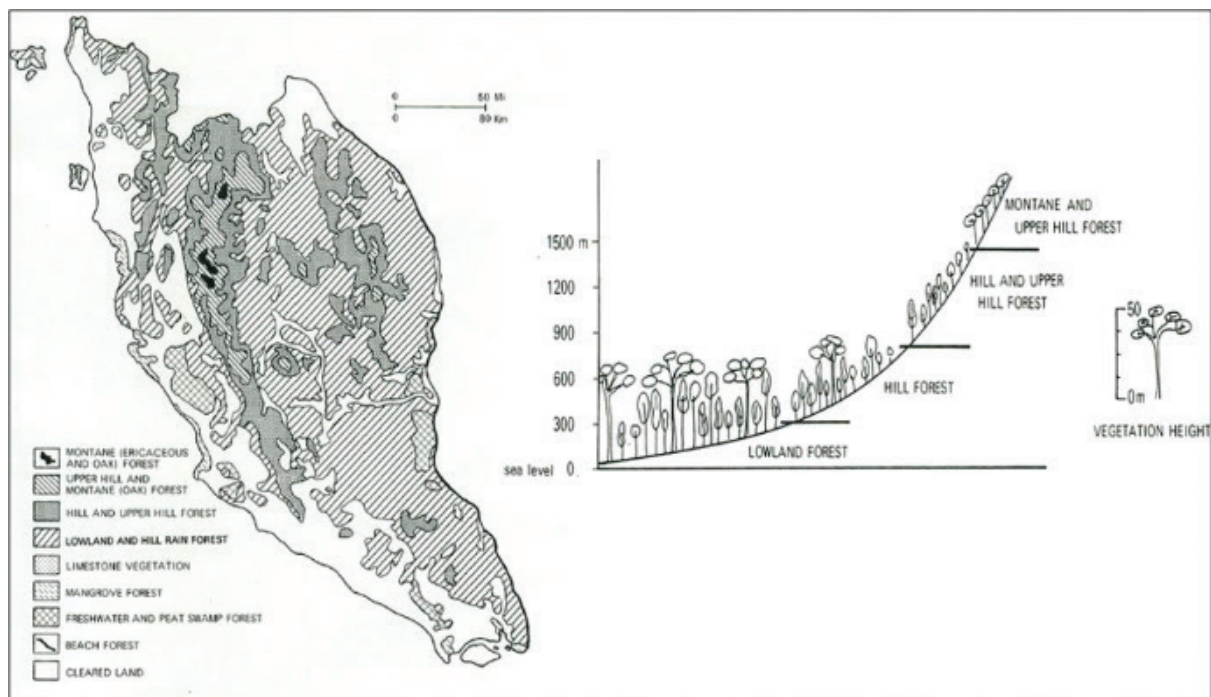 0 50 Mi
0 80 Km
MONTANE (ERICACEOUS
AND OAK) FOREST
UPPER HILL AND
MONTANE (OAK) FOREST
HILL AND UPPER HILL FOREST
LOWLAND AND HILL RAIN FOREST
LIMESTONE VEGETATION
MANGROVE FOREST
FRESHWATER AND PEAT SWAMP FOREST
BEACH FOREST
CLEARED LAND
1500 m
1200
900
600
300
sea level 0
MONTANE AND
UPPER HILL FOREST
HILL AND UPPER
HILL FOREST
HILL FOREST
LOWLAND FOREST
50
0m
VEGETATION HEIGHT